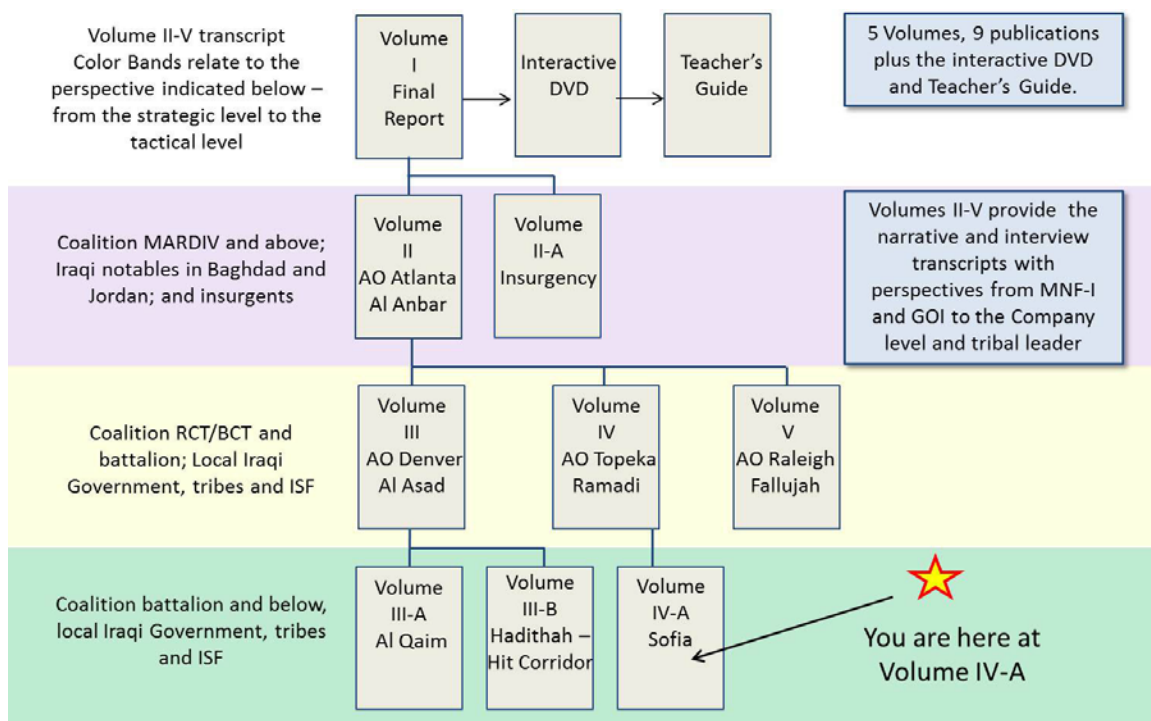 Volume II-V transcript
Color Bands relate to the
perspective indicated below –
from the strategic level to the
tactical level
Volume
I
Final
Report
Interactive
DVD
Teacher's
Guide
5 Volumes, 9 publications
plus the interactive DVD
and Teacher's Guide.
Coalition MARDIV and above;
Iraqi notables in Baghdad and
Jordan; and insurgents
Volume
II
AO Atlanta
Al Anbar
Volume
II-A
Insurgency
Volumes II-V provide the
narrative and interview
transcripts with
perspectives from MNF-I
and GOI to the Company
level and tribal leader
Coalition RCT/BCT and
battalion; Local Iraqi
Government, tribes and ISF
Volume
III
AO Denver
Al Asad
Volume
IV
AO Topeka
Ramadi
Volume
V
AO Raleigh
Fallujah
Coalition battalion and below,
local Iraqi Government, tribes
and ISF
Volume
III-A
Al Qaim
Volume
III-B
Hadithah –
Hit Corridor
Volume
IV-A
Sofia
You are here at
Volume IV-A